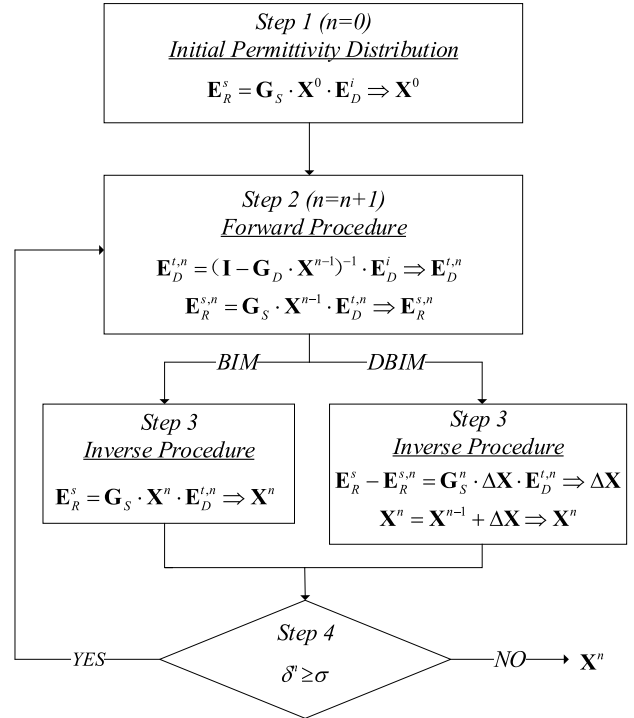 Step 1 (n=0)
Initial Permittivity Distribution
E_R^s = G_S · X^0 · E_D^i ⇒ X^0
Step 2 (n=n+1)
Forward Procedure
E_D^{t,n} = (I − G_D · X^{n−1})^{−1} · E_D^i ⇒ E_D^{t,n}
E_R^{s,n} = G_S · X^{n−1} · E_D^{t,n} ⇒ E_R^{s,n}
BIM
DBIM
Step 3
Inverse Procedure
E_R^s = G_S · X^n · E_D^{t,n} ⇒ X^n
Step 3
Inverse Procedure
E_R^s − E_R^{s,n} = G_S^n · ΔX · E_D^{t,n} ⇒ ΔX
X^n = X^{n−1} + ΔX ⇒ X^n
Step 4
δ^n ≥ σ
YES
NO
X^n